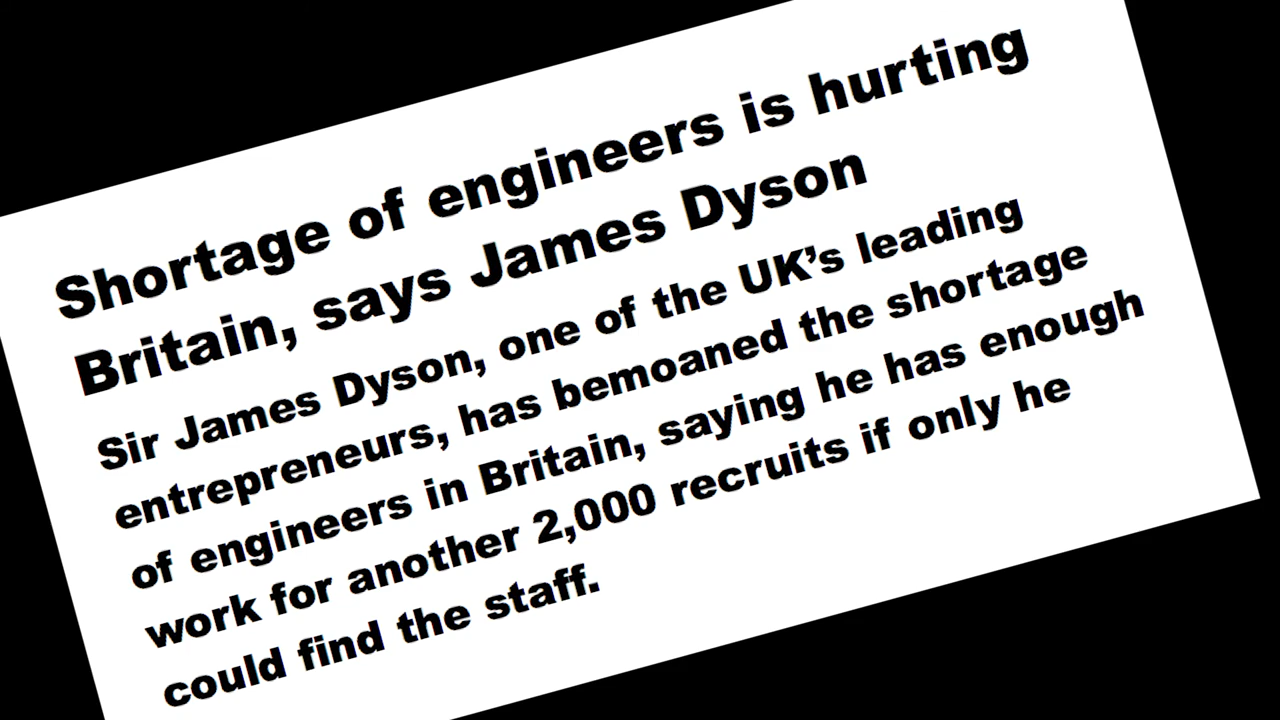 Shortage of engineers is hurting
Britain, says James Dyson
Sir James Dyson, one of the UK’s leading
entrepreneurs, has bemoaned the shortage
of engineers in Britain, saying he has enough
work for another 2,000 recruits if only he
could find the staff.